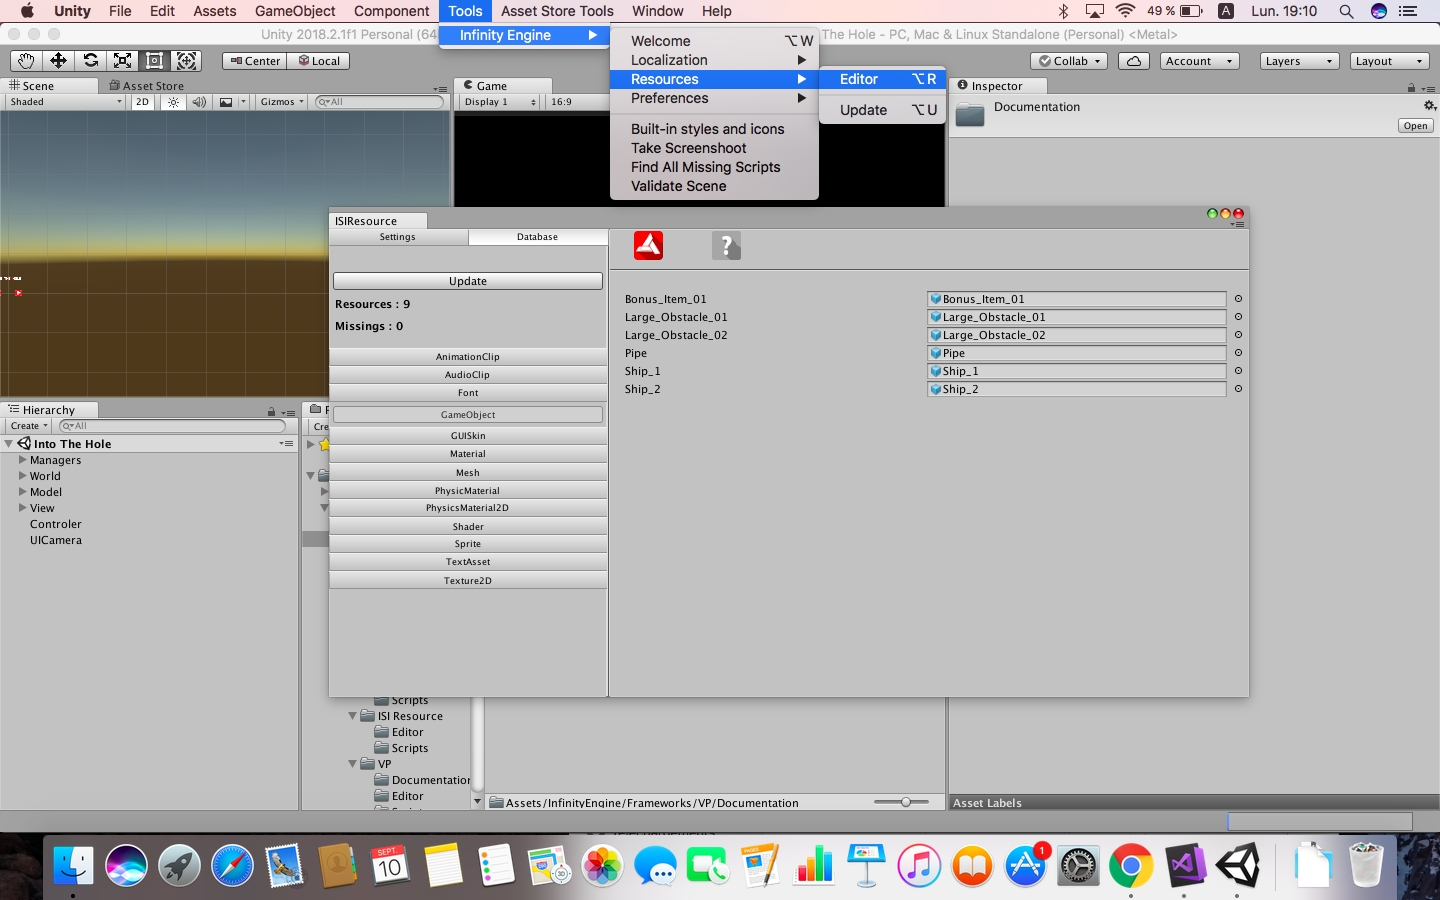 Unity File Edit Assets GameObject Component Tools Asset Store Tools Window Help 49 % A Lun. 19:10
Unity 2018.2.1f1 Personal (64 The Hole - PC, Mac & Linux Standalone (Personal) <Metal>
Infinity Engine
Welcome ⌥W
Localization
Resources
Preferences
Built-in styles and icons
Take Screenshoot
Find All Missing Scripts
Validate Scene
Editor ⌥R
Update ⌥U
Center Local Collab Account Layers Layout
Scene Asset Store
Shaded 2D Gizmos All
Game
Display 1 16:9
Inspector
Documentation
Open
ISIResource
Settings Database
Update
Resources : 9
Missings : 0
AnimationClip
AudioClip
Font
GameObject
GUISkin
Material
Mesh
PhysicMaterial
PhysicsMaterial2D
Shader
Sprite
TextAsset
Texture2D
?
Bonus_Item_01 Bonus_Item_01
Large_Obstacle_01 Large_Obstacle_01
Large_Obstacle_02 Large_Obstacle_02
Pipe Pipe
Ship_1 Ship_1
Ship_2 Ship_2
Hierarchy
Create All
Into The Hole
Managers
World
Model
View
Controler
UICamera
Cre
Scripts
ISI Resource
Editor
Scripts
VP
Documentation
Editor
Assets/InfinityEngine/Frameworks/VP/Documentation
Asset Labels
SEPT.
10
1